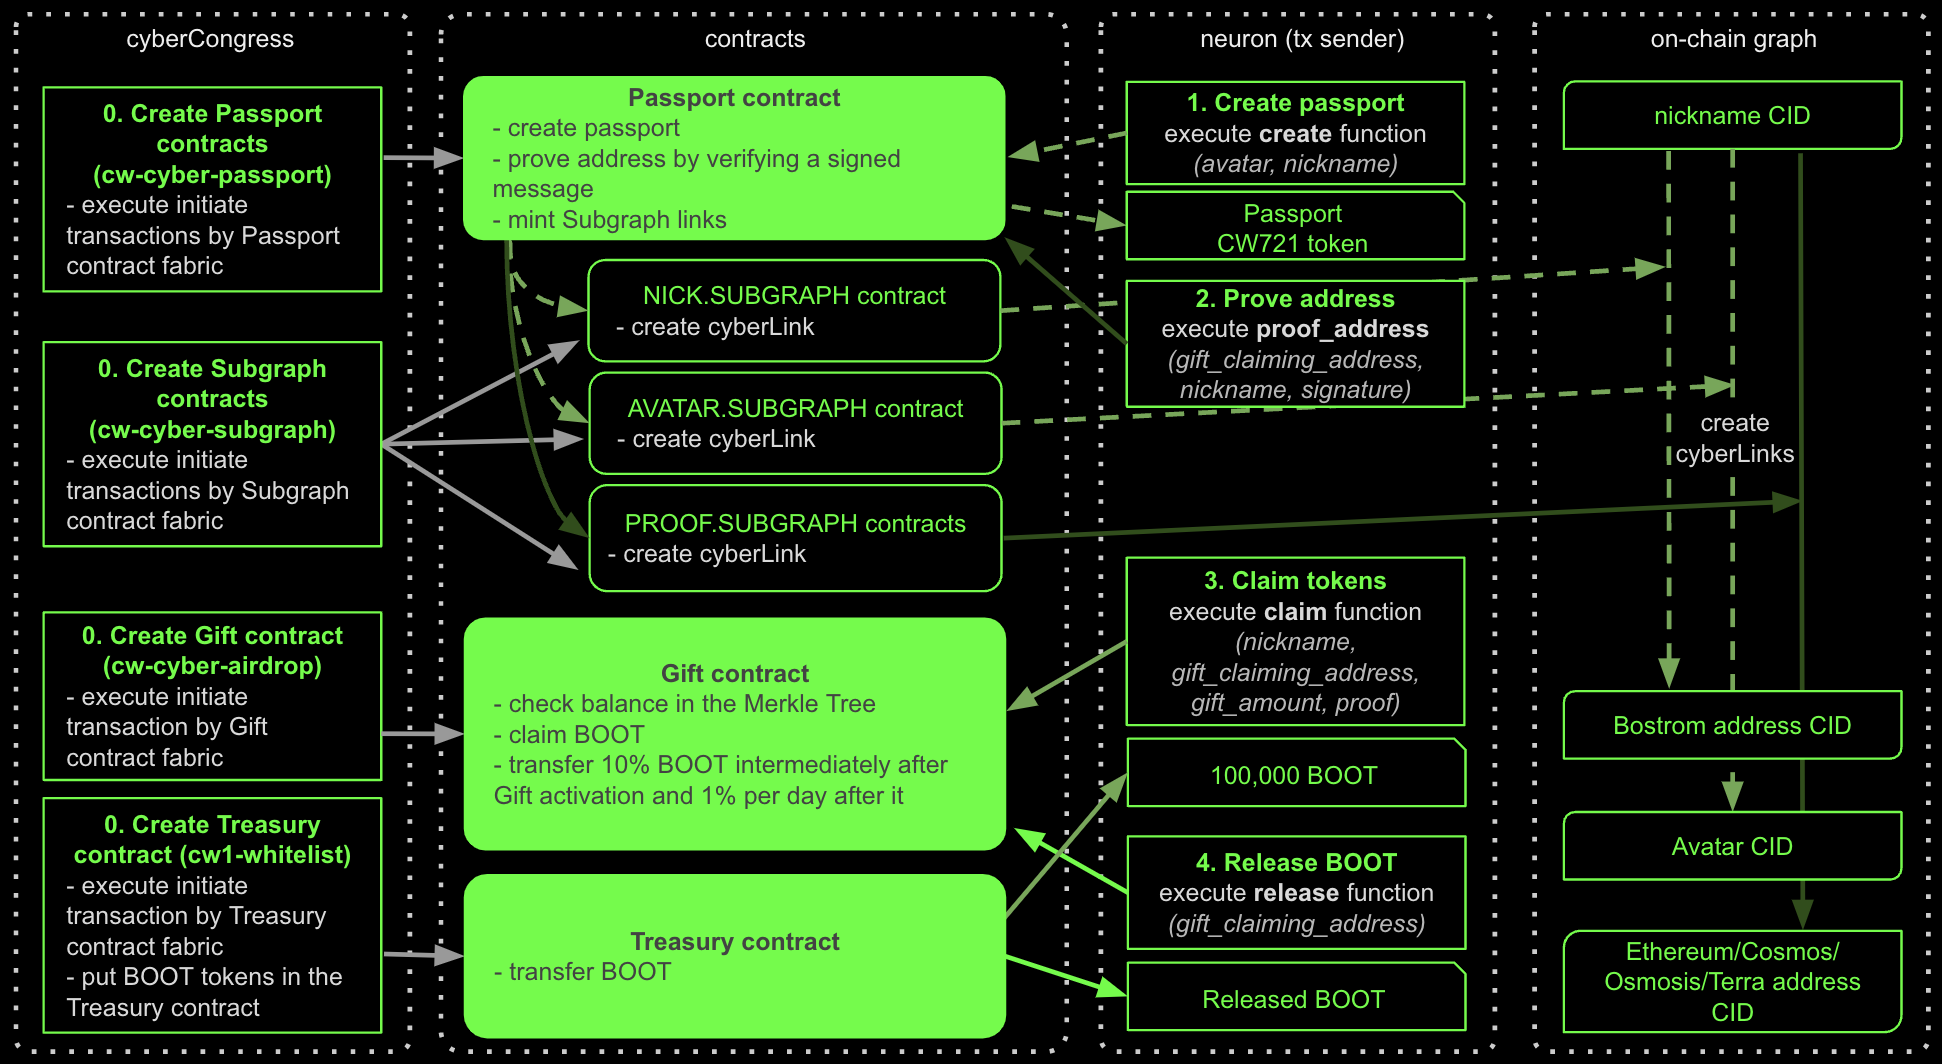 cyberCongress
0. Create Passport
contracts
(cw-cyber-passport)
- execute initiate
transactions by Passport
contract fabric
0. Create Subgraph
contracts
(cw-cyber-subgraph)
- execute initiate
transactions by Subgraph
contract fabric
0. Create Gift contract
(cw-cyber-airdrop)
- execute initiate
transaction by Gift
contract fabric
0. Create Treasury
contract (cw1-whitelist)
- execute initiate
transaction by Treasury
contract fabric
- put BOOT tokens in the
Treasury contract
contracts
Passport contract
- create passport
- prove address by verifying a signed
message
- mint Subgraph links
NICK.SUBGRAPH contract
- create cyberLink
AVATAR.SUBGRAPH contract
- create cyberLink
PROOF.SUBGRAPH contracts
- create cyberLink
Gift contract
- check balance in the Merkle Tree
- claim BOOT
- transfer 10% BOOT intermediately after
Gift activation and 1% per day after it
Treasury contract
- transfer BOOT
neuron (tx sender)
1. Create passport
execute create function
(avatar, nickname)
Passport
CW721 token
2. Prove address
execute proof_address
(gift_claiming_address,
nickname, signature)
3. Claim tokens
execute claim function
(nickname,
gift_claiming_address,
gift_amount, proof)
100,000 BOOT
4. Release BOOT
execute release function
(gift_claiming_address)
Released BOOT
on-chain graph
nickname CID
create
cyberLinks
Bostrom address CID
Avatar CID
Ethereum/Cosmos/
Osmosis/Terra address
CID